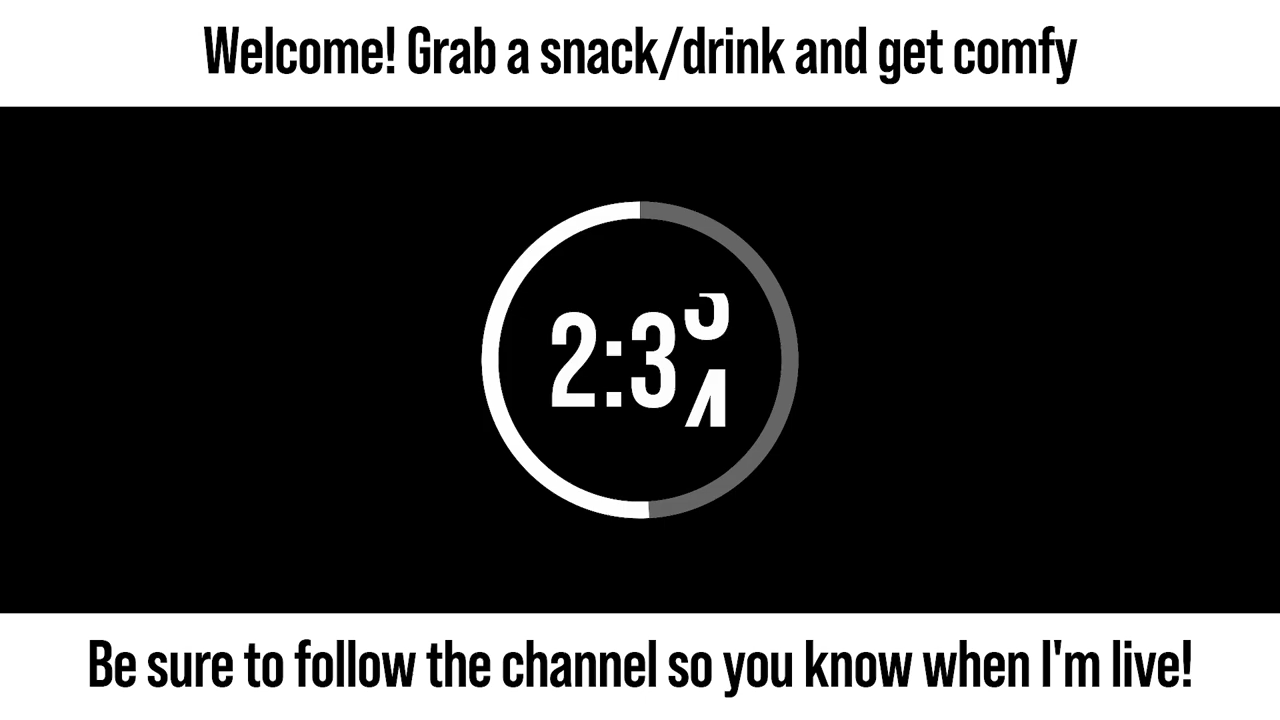 Welcome! Grab a snack/drink and get comfy
2:3
Be sure to follow the channel so you know when I'm live!